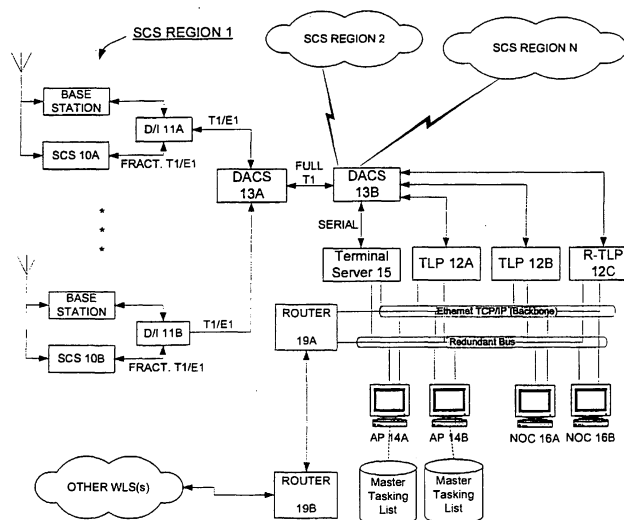 SCS REGION 1
SCS REGION 2
SCS REGION N
BASE
STATION
D/I 11A
T1/E1
SCS 10A
FRACT. T1/E1
DACS
13A
FULL
T1
DACS
13B
SERIAL
* 
*
*
Terminal
Server 15
TLP 12A
TLP 12B
R-TLP
12C
BASE
STATION
D/I 11B
T1/E1
SCS 10B
FRACT. T1/E1
ROUTER
19A
Ethernet TCP/IP (Backbone)
Redundant Bus
AP 14A
AP 14B
NOC 16A
NOC 16B
OTHER WLS(s)
ROUTER
19B
Master
Tasking
List
Master
Tasking
List